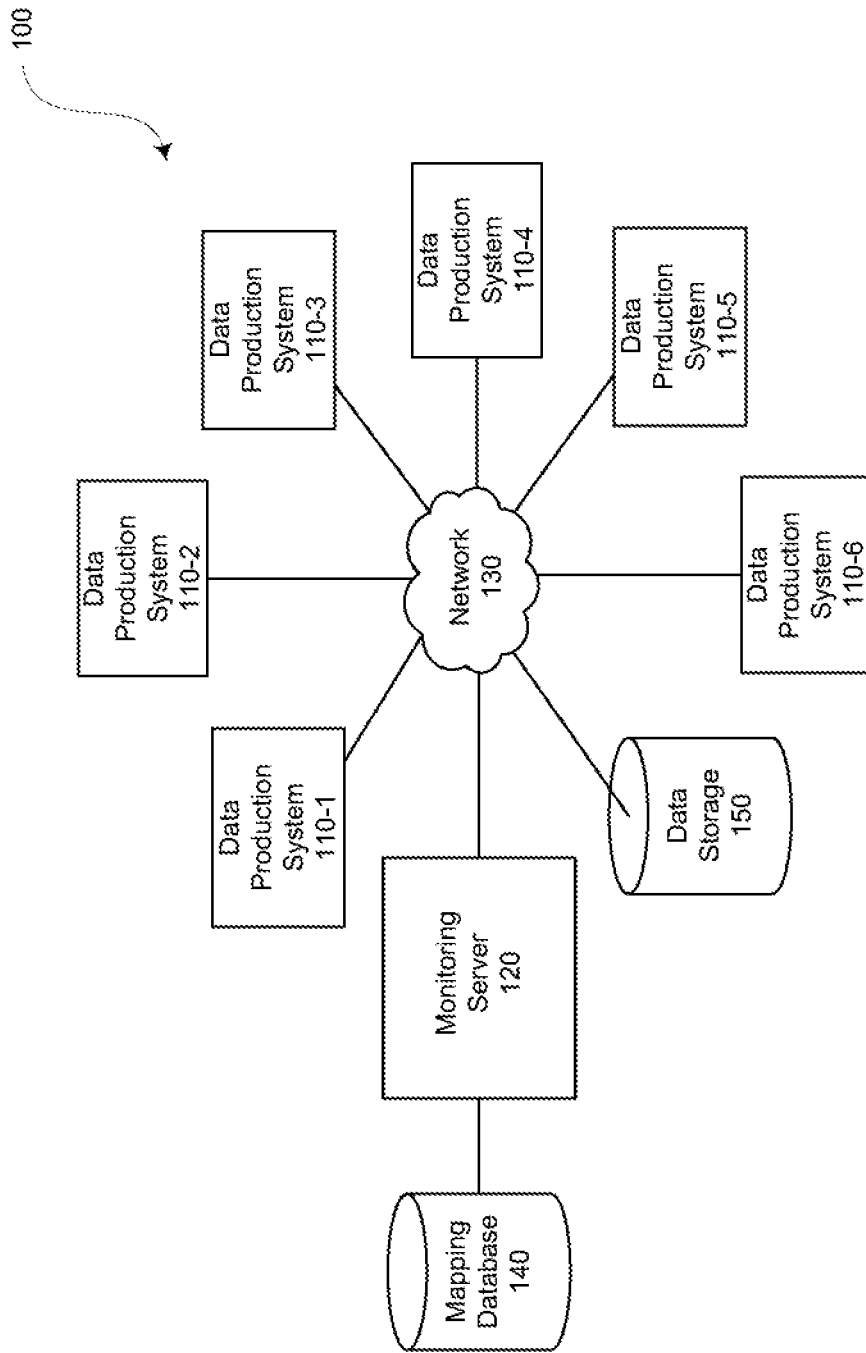 100
Data
Production
System
110-2
Data
Production
System
110-3
Data
Production
System
110-1
Data
Production
System
110-4
Mapping
Database
140
Monitoring
Server
120
Network
130
Data
Storage
150
Data
Production
System
110-5
Data
Production
System
110-6